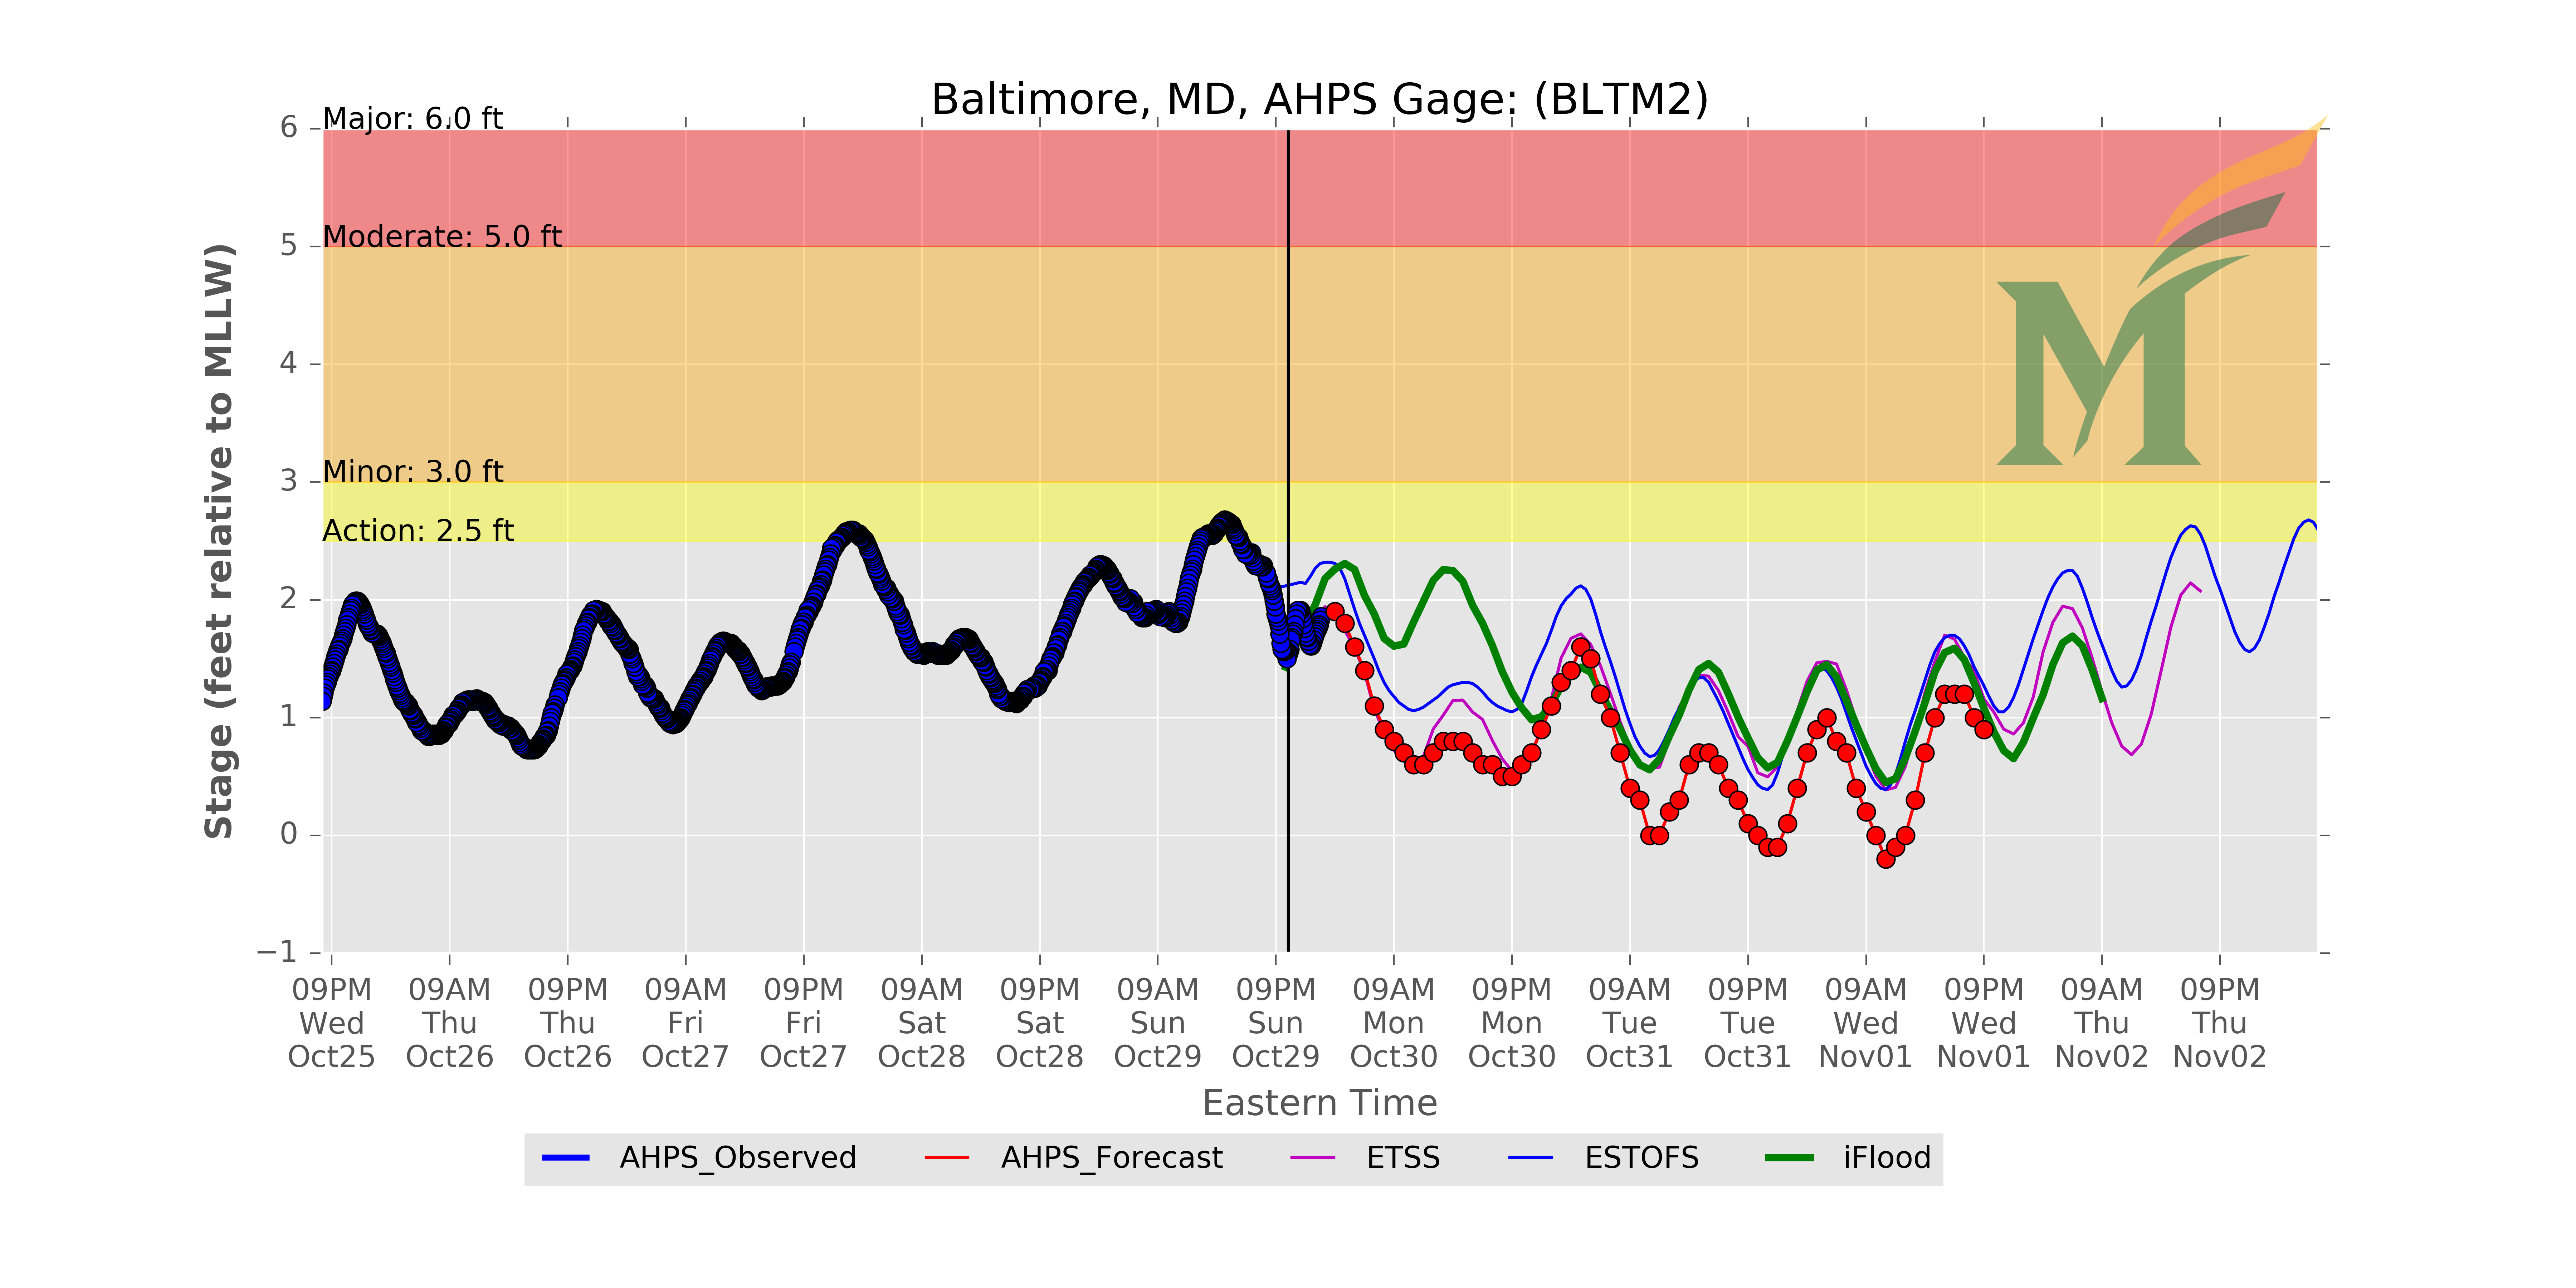 Baltimore, MD, AHPS Gage: (BLTM2)
Major: 6.0 ft
Moderate: 5.0 ft
Minor: 3.0 ft
Action: 2.5 ft
6
5
4
3
2
1
0
−1
Stage (feet relative to MLLW)
09PM 09AM 09PM 09AM 09PM 09AM 09PM 09AM 09PM 09AM 09PM 09AM 09PM 09AM 09PM 09AM 09PM
Wed Thu Thu Fri Fri Sat Sat Sun Sun Mon Mon Tue Tue Wed Wed Thu Thu
Oct25 Oct26 Oct26 Oct27 Oct27 Oct28 Oct28 Oct29 Oct29 Oct30 Oct30 Oct31 Oct31 Nov01 Nov01 Nov02 Nov02
Eastern Time
AHPS_Observed AHPS_Forecast ETSS ESTOFS iFlood
M